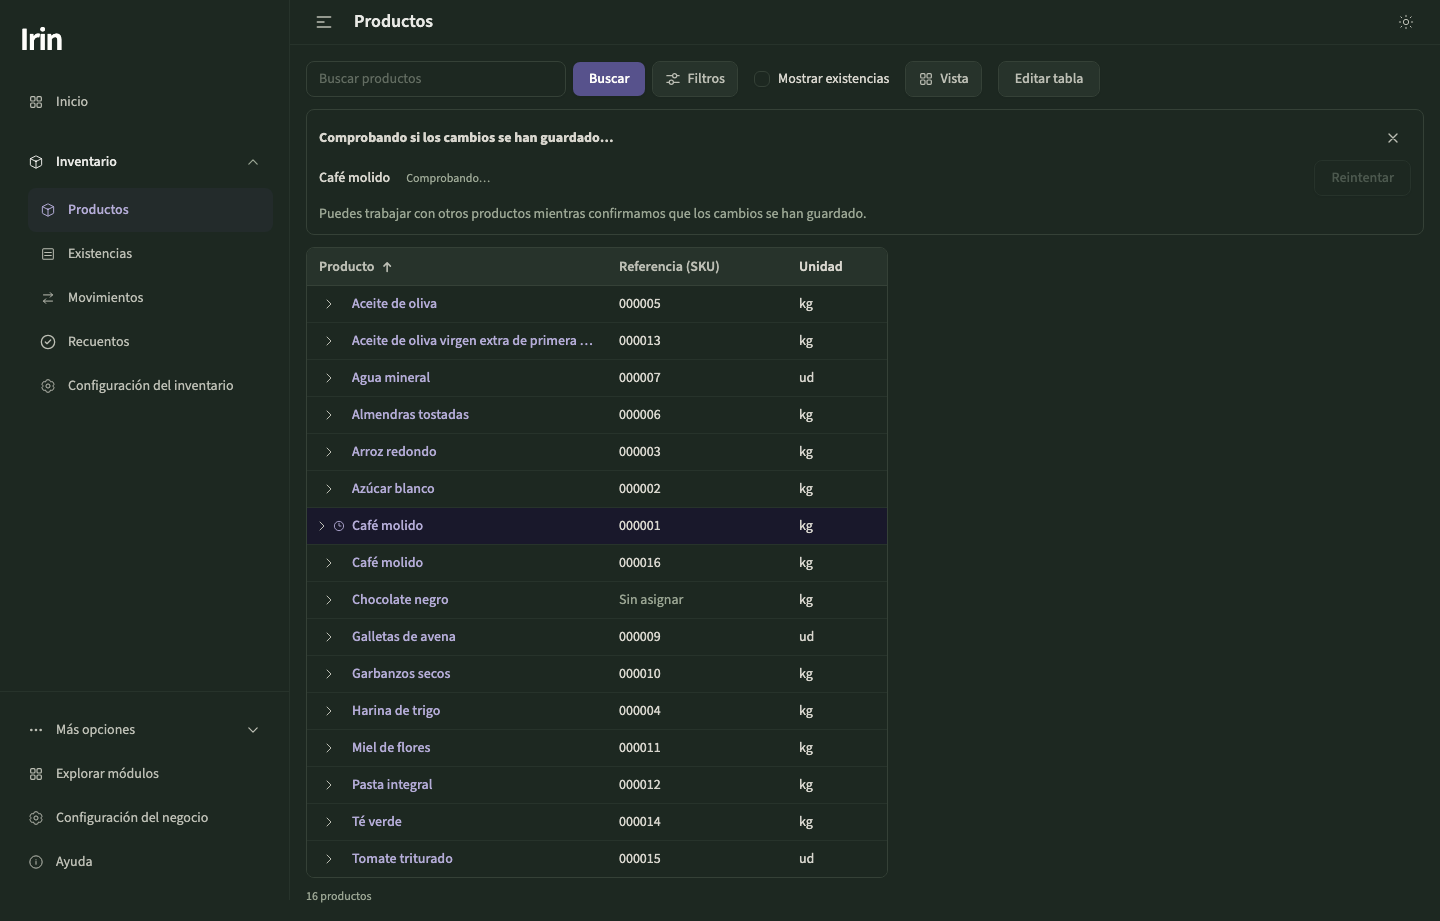 Irin
Inicio
Inventario
Productos
Existencias
Movimientos
Recuentos
Configuración del inventario
Más opciones
Explorar módulos
Configuración del negocio
Ayuda
Productos
Buscar productos Buscar Filtros Mostrar existencias Vista Editar tabla
Comprobando si los cambios se han guardado…
Café molido Comprobando… Reintentar
Puedes trabajar con otros productos mientras confirmamos que los cambios se han guardado.
Producto Referencia (SKU) Unidad
Aceite de oliva 000005 kg
Aceite de oliva virgen extra de primera … 000013 kg
Agua mineral 000007 ud
Almendras tostadas 000006 kg
Arroz redondo 000003 kg
Azúcar blanco 000002 kg
Café molido 000001 kg
Café molido 000016 kg
Chocolate negro Sin asignar kg
Galletas de avena 000009 ud
Garbanzos secos 000010 kg
Harina de trigo 000004 kg
Miel de flores 000011 kg
Pasta integral 000012 kg
Té verde 000014 kg
Tomate triturado 000015 ud
16 productos